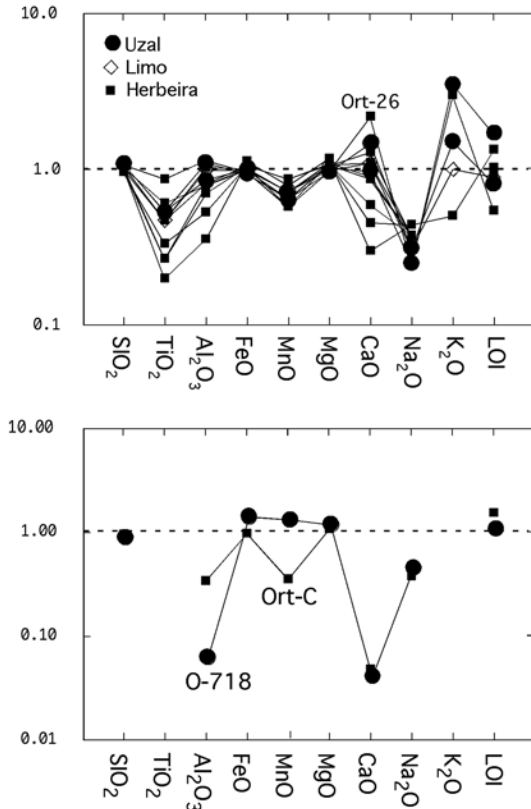 10.0
Uzal
Limo
Herbeira
Ort-26
1.0
0.1
SIO₂
TiO₂
Al₂O₃
FeO
MnO
MgO
CaO
Na₂O
K₂O
LOI
10.00
1.00
Ort-C
0.10
O-718
0.01
SIO₂
TiO₂
Al₂O₃
FeO
MnO
MgO
CaO
Na₂O
K₂O
LOI